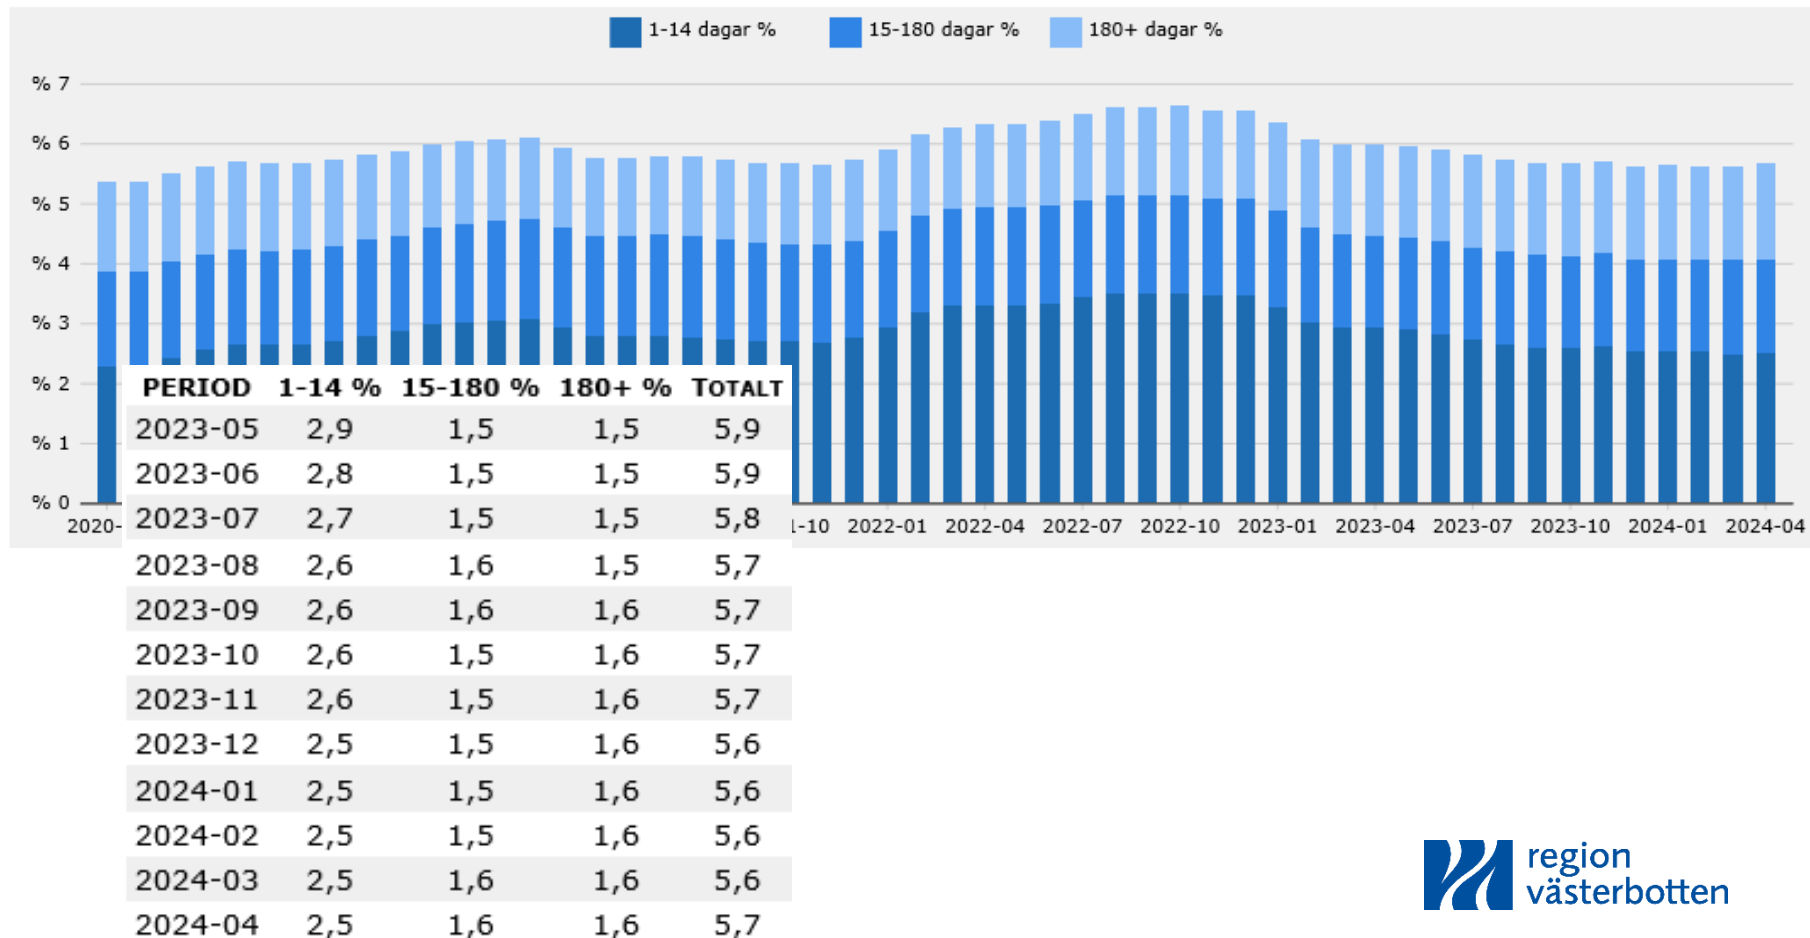 1-14 dagar % 15-180 dagar % 180+ dagar %
% 7
% 6
% 5
% 4
% 3
% 2
% 1
% 0
2020- 1-10 2022-01 2022-04 2022-07 2022-10 2023-01 2023-04 2023-07 2023-10 2024-01 2024-04
PERIOD 1-14 % 15-180 % 180+ % TOTALT
2023-05 2,9 1,5 1,5 5,9
2023-06 2,8 1,5 1,5 5,9
2023-07 2,7 1,5 1,5 5,8
2023-08 2,6 1,6 1,5 5,7
2023-09 2,6 1,6 1,6 5,7
2023-10 2,6 1,5 1,6 5,7
2023-11 2,6 1,5 1,6 5,7
2023-12 2,5 1,5 1,6 5,6
2024-01 2,5 1,5 1,6 5,6
2024-02 2,5 1,5 1,6 5,6
2024-03 2,5 1,6 1,6 5,6
2024-04 2,5 1,6 1,6 5,7
region
västerbotten